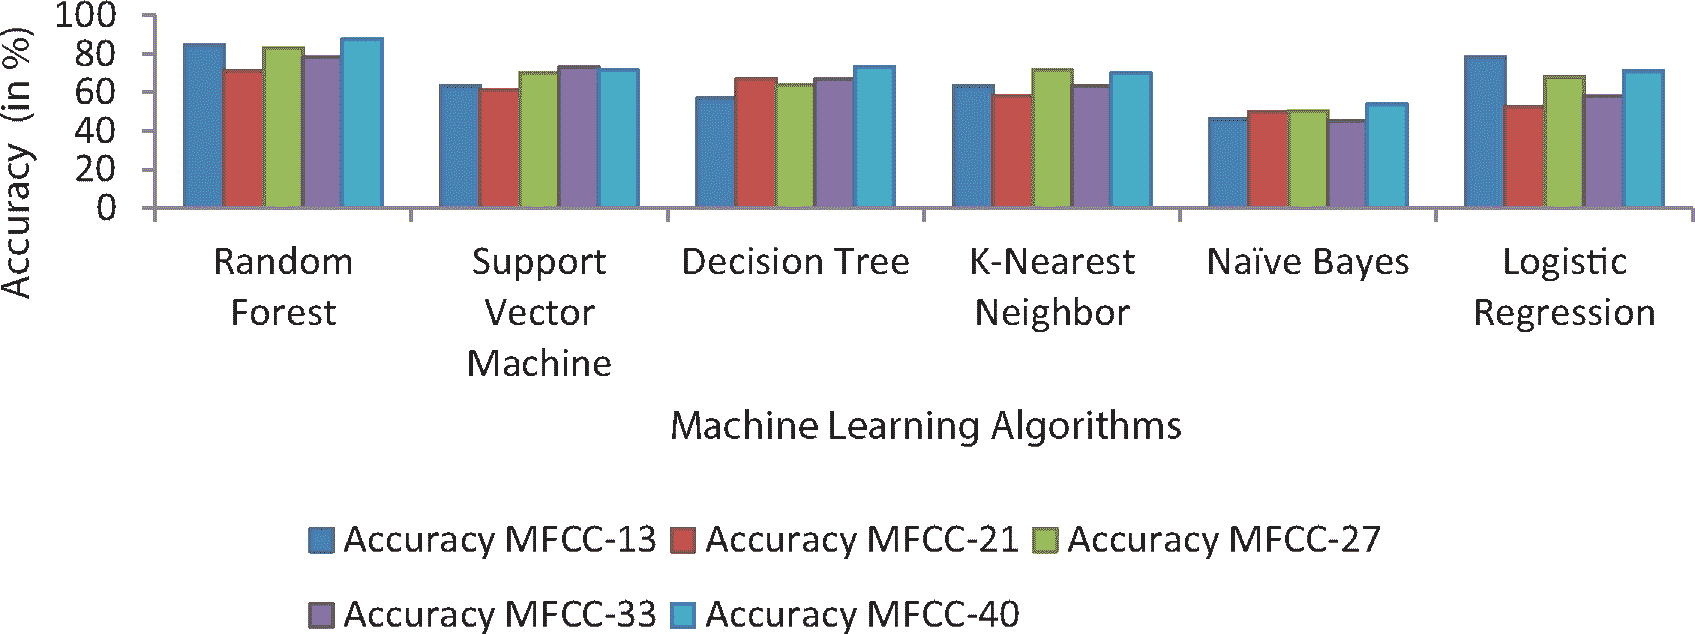 Accuracy (in %)
100
80
60
40
20
0
Random
Forest
Support
Vector
Machine
Decision Tree
K-Nearest
Neighbor
Naïve Bayes
Logistic
Regression
Machine Learning Algorithms
Accuracy MFCC-13 Accuracy MFCC-21 Accuracy MFCC-27
Accuracy MFCC-33 Accuracy MFCC-40